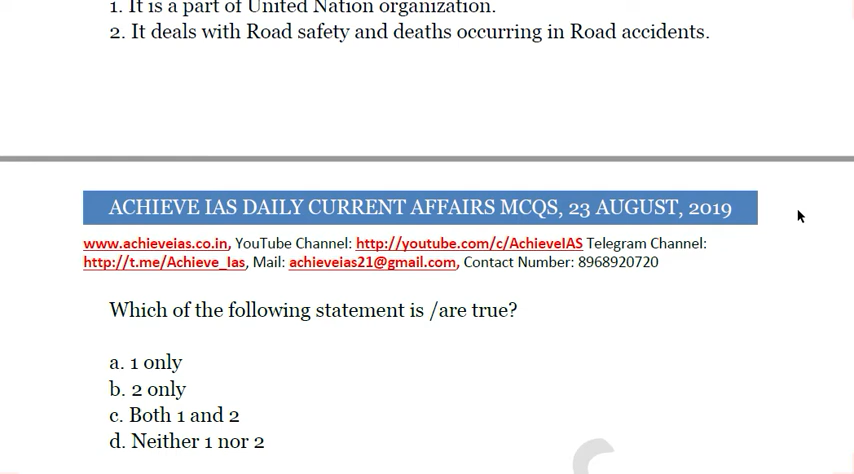 1. It is a part of United Nation organization.
2. It deals with Road safety and deaths occurring in Road accidents.
ACHIEVE IAS DAILY CURRENT AFFAIRS MCQS, 23 AUGUST, 2019
www.achieveias.co.in, YouTube Channel: http://youtube.com/c/AchieveIAS Telegram Channel:
http://t.me/Achieve_Ias, Mail: achieveias21@gmail.com, Contact Number: 8968920720
Which of the following statement is /are true?
a. 1 only
b. 2 only
c. Both 1 and 2
d. Neither 1 nor 2